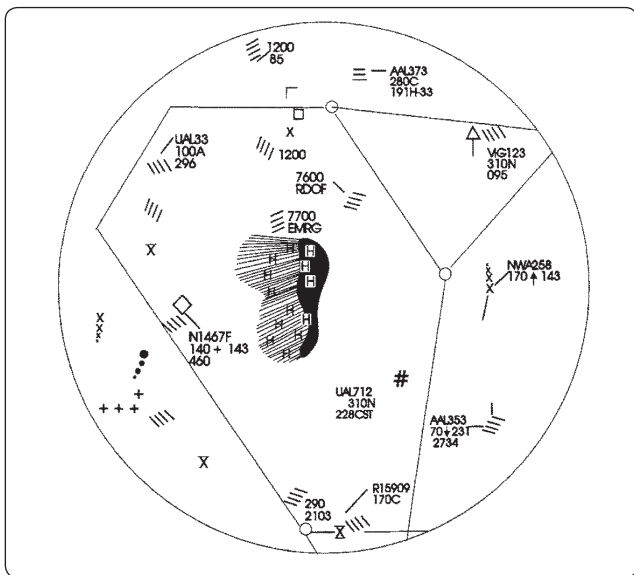 1200
85
AAL373
280C
191H-33
UAL33
100A
296
1200
VIG123
310N
095
7600
RDOF
7700
EMRG
NWA258
170 ↑ 143
N1467F
140 + 143
460
UAL712
310N
228CST
#
AAL353
70 ↓ 231
2734
290
2103
R15909
170C